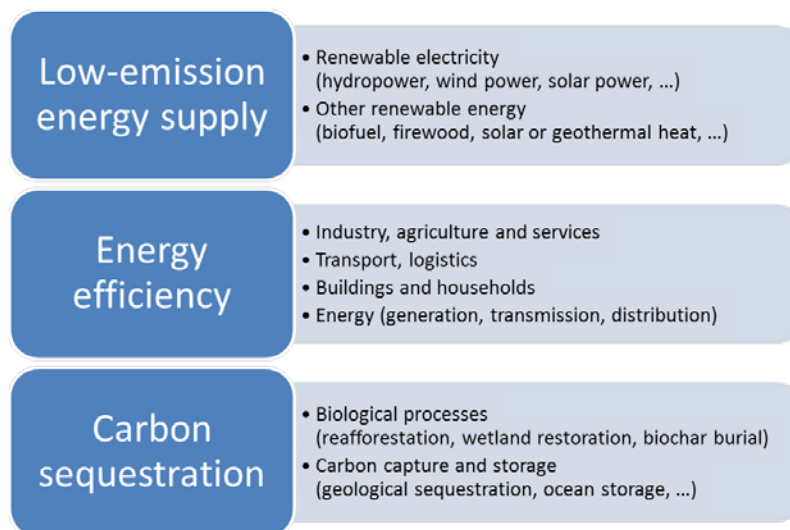 Low-emission
energy supply
• Renewable electricity
(hydropower, wind power, solar power, ...)
• Other renewable energy
(biofuel, firewood, solar or geothermal heat, ...)
Energy
efficiency
• Industry, agriculture and services
• Transport, logistics
• Buildings and households
• Energy (generation, transmission, distribution)
Carbon
sequestration
• Biological processes
(reafforestation, wetland restoration, biochar burial)
• Carbon capture and storage
(geological sequestration, ocean storage, ...)